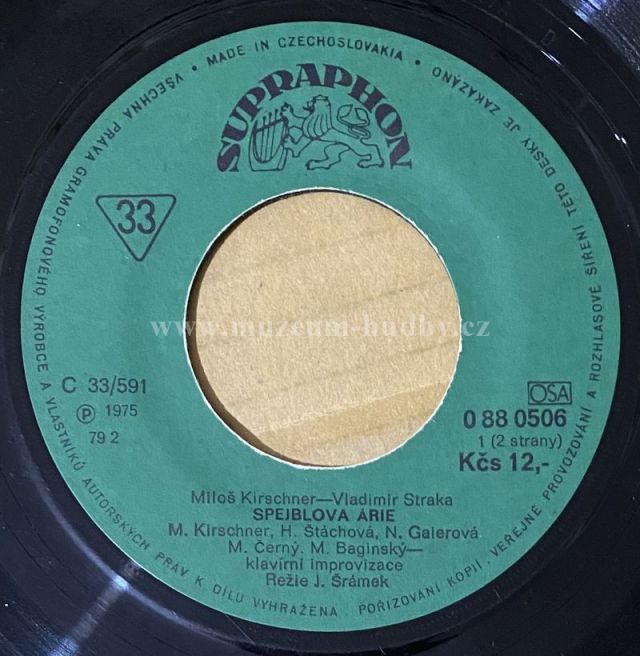 VŠECHNA PRÁVA GRAMOFONOVÉHO VÝROBCE A VLASTNÍKŮ AUTORSKÝCH PRÁV K DÍLU VYHRAŽENA. POŘIZOVÁNÍ KOPIÍ, VEŘEJNÉ PROVOZOVÁNÍ A ROZHLASOVÉ ŠÍŘENÍ TÉTO DESKY JE ZAKÁZÁNO • MADE IN CZECHOSLOVAKIA •
SUPRAPHON
33
www.muzeum-hudby.cz
C 33/591
Ⓟ 1975
79 2
OSA
0 88 0506
1 (2 strany)
Kčs 12,-
Miloš Kirschner—Vladimír Straka
SPEJBLOVA ÁRIE
M. Kirschner, H. Štáchová, N. Galerová
M. Černý, M. Baginský—
klavírní improvizace
Režie J. Šrámek